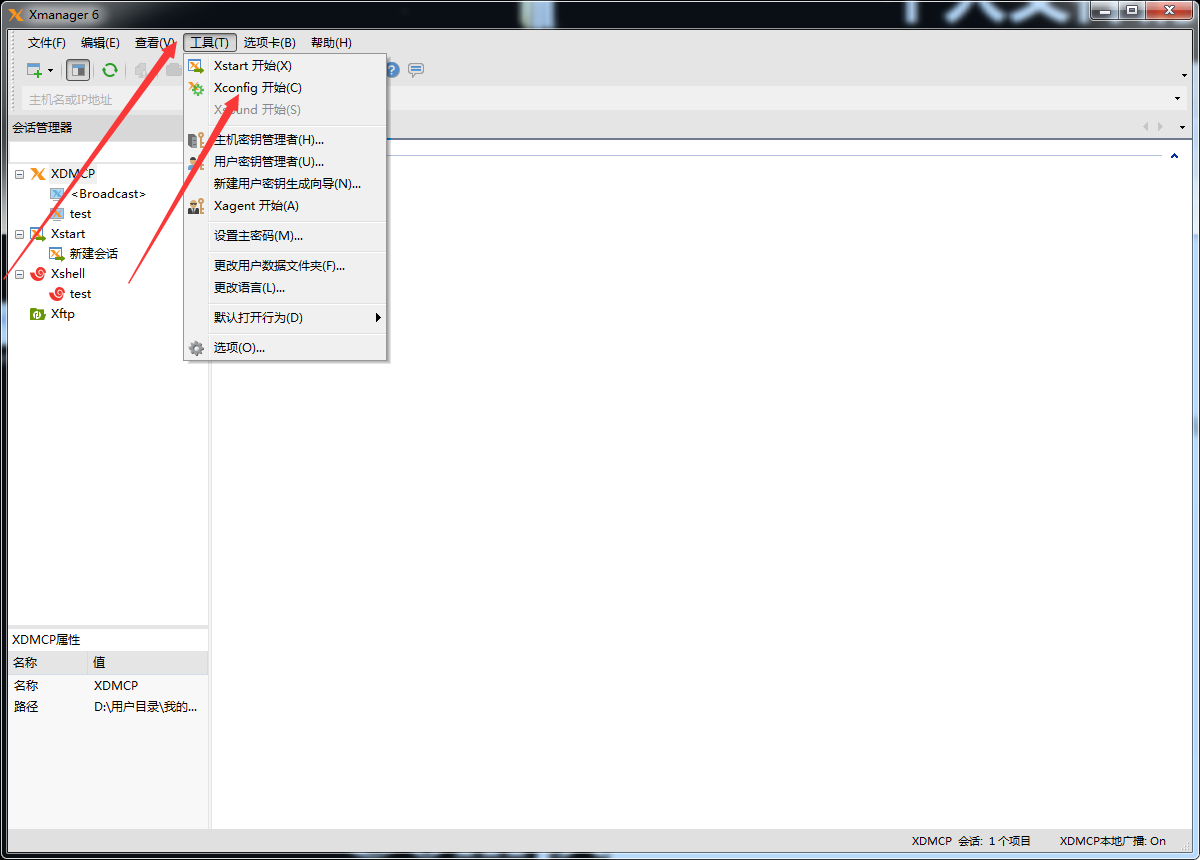 Xmanager 6
文件(F) 编辑(E) 查看(V) 工具(T) 选项卡(B) 帮助(H)
主机名或IP地址
会话管理器
XDMCP
<Broadcast>
test
Xstart
新建会话
Xshell
test
Xftp
Xstart 开始(X)
Xconfig 开始(C)
Xsound 开始(S)
主机密钥管理者(H)...
用户密钥管理者(U)...
新建用户密钥生成向导(N)...
Xagent 开始(A)
设置主密码(M)...
更改用户数据文件夹(F)...
更改语言(L)...
默认打开行为(D)
选项(O)...
XDMCP属性
名称 值
名称 XDMCP
路径 D:\用户目录\我的...
XDMCP 会话: 1 个项目 XDMCP本地广播: On